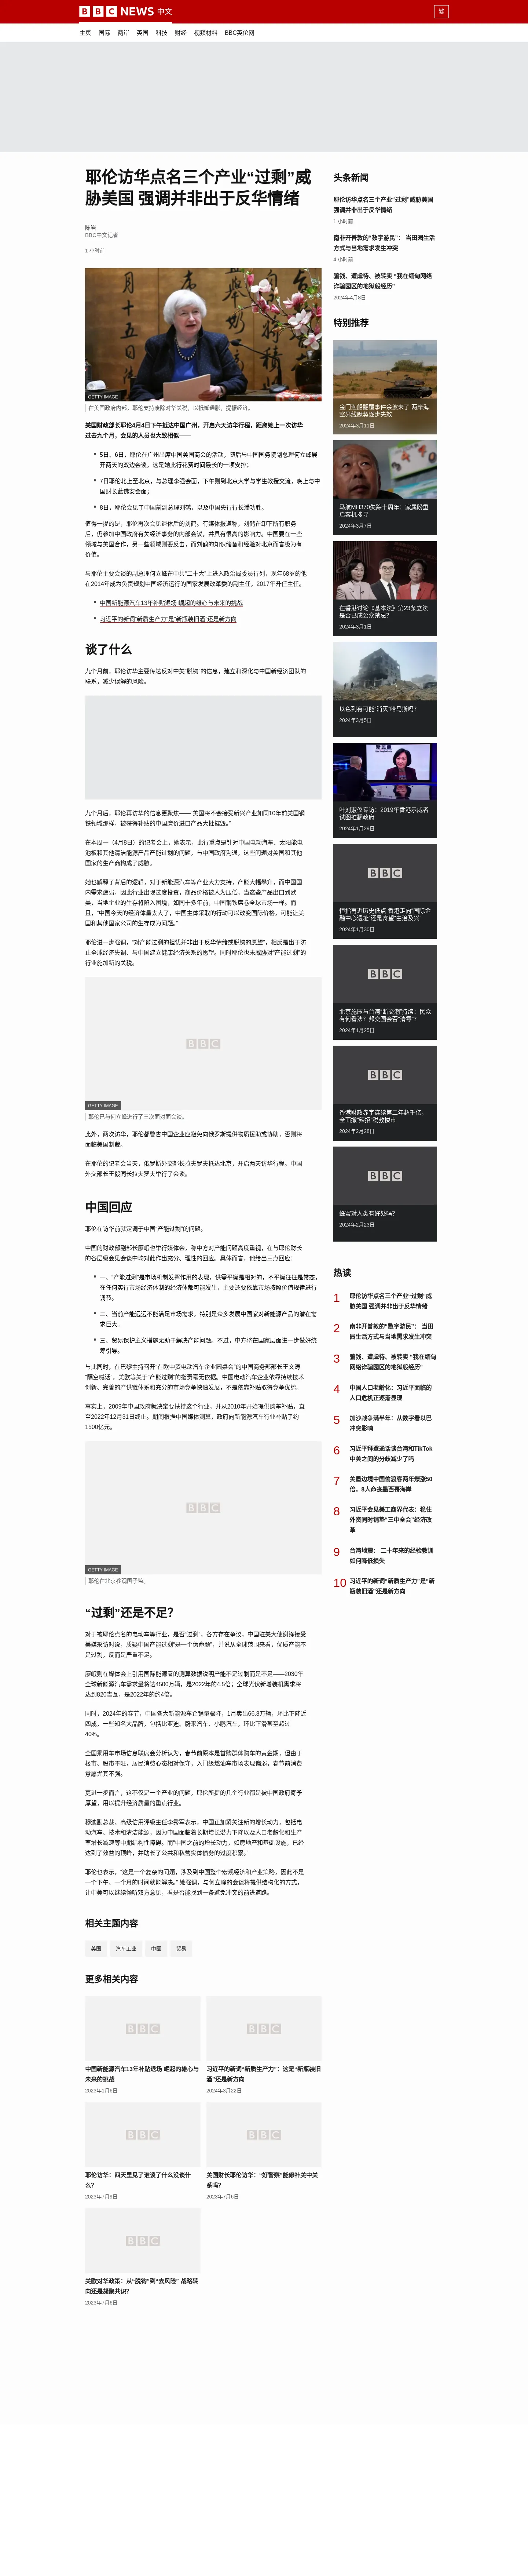 BBC NEWS 中文
繁
主页 国际 两岸 英国 科技 财经 视频材料 BBC英伦网
耶伦访华点名三个产业“过剩”威
胁美国 强调并非出于反华情绪
陈岩
BBC中文记者
1 小时前
GETTY IMAGE
在美国政府内部，耶伦支持废除对华关税，以抵御通胀，提振经济。
美国财政部长耶伦4月4日下午抵达中国广州，开启六天访华行程，距离她上一次访华
过去九个月，会见的人员也大致相似——
5日、6日，耶伦在广州出席中国美国商会的活动，随后与中国国务院副总理何立峰展
开两天的双边会谈，这是她此行花费时间最长的一项安排；
7日耶伦北上至北京，与总理李强会面，下午则到北京大学与学生教授交流，晚上与中
国财长蓝佛安会面；
8日，耶伦会见了中国前副总理刘鹤，以及中国央行行长潘功胜。
值得一提的是，耶伦再次会见退休后的刘鹤。有媒体报道称，刘鹤在卸下所有职务
后，仍参加中国政府有关经济事务的内部会议，并具有很高的影响力。中国要在一些
领域与美国合作，另一些领域则要反击，而刘鹤的知识储备和经验对北京而言极为有
价值。
与耶伦主要会谈的副总理何立峰在中共“二十大”上进入政治局委员行列，现年68岁的他
在2014年成为负责规划中国经济运行的国家发展改革委的副主任，2017年升任主任。
中国新能源汽车13年补贴退场 崛起的雄心与未来的挑战
习近平的新词“新质生产力”是“新瓶装旧酒”还是新方向
谈了什么
九个月前，耶伦访华主要传达反对中美“脱钩”的信息，建立和深化与中国新经济团队的
联系，减少误解的风险。
九个月后，耶伦再访华的信息更聚焦——“美国将不会接受新兴产业如同10年前美国钢
铁领域那样，被获得补贴的中国廉价进口产品大批摧毁。”
在本周一（4月8日）的记者会上，她表示，此行重点是针对中国电动汽车、太阳能电
池板和其他清洁能源产品产能过剩的问题，与中国政府沟通，这些问题对美国和其他
国家的生产商构成了威胁。
她也解释了背后的逻辑，对于新能源汽车等产业大力支持，产能大幅攀升，而中国国
内需求疲弱，因此行业出现过度投资，商品价格被人为压低，当这些产品出口到欧
美，当地企业的生存将陷入困境，如同十多年前，中国钢铁席卷全球市场一样。而
且，“中国今天的经济体量太大了，中国主体采取的行动可以改变国际价格，可能让美
国和其他国家公司的生存成为问题。”
耶伦进一步强调，“对产能过剩的担忧并非出于反华情绪或脱钩的愿望”，相反是出于防
止全球经济失调、与中国建立健康经济关系的愿望。同时耶伦也未威胁对“产能过剩”的
行业施加新的关税。
BBC
GETTY IMAGE
耶伦已与何立峰进行了三次面对面会谈。
此外，两次访华，耶伦都警告中国企业应避免向俄罗斯提供物质援助或协助，否则将
面临美国制裁。
在耶伦的记者会当天，俄罗斯外交部长拉夫罗夫抵达北京，开启两天访华行程。中国
外交部长王毅同长拉夫罗夫举行了会谈。
中国回应
耶伦在访华前就定调于中国“产能过剩”的问题。
中国的财政部副部长廖岷也举行媒体会，称中方对产能问题高度重视，在与耶伦财长
的各层级会见会谈中均对此作出充分、理性的回应。具体而言，他给出三点回应：
一、“产能过剩”是市场机制发挥作用的表现，供需平衡是相对的，不平衡往往是常态，
在任何实行市场经济体制的经济体都可能发生，主要还要依靠市场按照价值规律进行
调节。
二、当前产能远远不能满足市场需求，特别是众多发展中国家对新能源产品的潜在需
求巨大。
三、贸易保护主义措施无助于解决产能问题。不过，中方将在国家层面进一步做好统
筹引导。
与此同时，在巴黎主持召开“在欧中资电动汽车企业圆桌会”的中国商务部部长王文涛
“隔空喊话”，美欧等关于“产能过剩”的指责毫无依据。中国电动汽车企业依靠持续技术
创新、完善的产供链体系和充分的市场竞争快速发展，不是依靠补贴取得竞争优势。
事实上，2009年中国政府就决定要扶持这个行业，并从2010年开始提供购车补贴，直
至2022年12月31日终止。期间根据中国媒体测算，政府向新能源汽车行业补贴了约
1500亿元。
BBC
GETTY IMAGE
耶伦在北京参观国子监。
“过剩”还是不足?
对于被耶伦点名的电动车等行业，是否“过剩”，各方存在争议，中国驻美大使谢锋接受
美媒采访时说，质疑中国产能过剩“是一个伪命题”，并说从全球范围来看，优质产能不
是过剩，反而是严重不足。
廖岷则在媒体会上引用国际能源署的测算数据说明产能不是过剩而是不足——2030年
全球新能源汽车需求量将达4500万辆，是2022年的4.5倍；全球光伏新增装机需求将
达到820吉瓦，是2022年的约4倍。
同时，2024年的春节，中国各大新能源车企销量骤降，1月卖出66.8万辆，环比下降近
四成，一些知名大品牌，包括比亚迪、蔚来汽车、小鹏汽车，环比下滑甚至超过
40%。
全国乘用车市场信息联席会分析认为，春节前原本是首购群体购车的黄金期，但由于
楼市、股市不旺，居民消费心态相对保守，入门级燃油车市场表现偏弱，春节前消费
意愿尤其不强。
更进一步而言，这不仅是一个产业的问题，耶伦所提的几个行业都是被中国政府寄予
厚望，用以提升经济质量的重点行业。
穆迪副总裁、高级信用评级主任李秀军表示，中国正加紧关注新的增长动力，包括电
动汽车、技术和清洁能源，因为中国面临着长期增长潜力下降以及人口老龄化和生产
率增长减速等中期结构性障碍。而“中国之前的增长动力，如房地产和基础设施，已经
达到了效益的顶峰，并助长了公共和私营实体债务的过度积累。”
耶伦也表示，“这是一个复杂的问题，涉及到中国整个宏观经济和产业策略，因此不是
一个下午、一个月的时间就能解决。” 她强调，与何立峰的会谈将提供结构化的方式，
让中美可以继续倾听双方意见，看是否能找到一条避免冲突的前进道路。
相关主题内容
美国 汽车工业 中國 贸易
更多相关内容
BBC
中国新能源汽车13年补贴退场 崛起的雄心与
未来的挑战
2023年1月6日
BBC
习近平的新词“新质生产力”：这是“新瓶装旧
酒”还是新方向
2024年3月22日
BBC
耶伦访华：四天里见了谁谈了什么没谈什
么?
2023年7月9日
BBC
美国财长耶伦访华：“好警察”能修补美中关
系吗?
2023年7月6日
BBC
美欧对华政策：从“脱钩”到“去风险” 战略转
向还是凝聚共识?
2023年7月6日
头条新闻
耶伦访华点名三个产业“过剩”威胁美国
强调并非出于反华情绪
1 小时前
南非开普敦的“数字游民”： 当田园生活
方式与当地需求发生冲突
4 小时前
骗钱、遭虐待、被转卖 “我在缅甸网络
诈骗园区的地狱般经历”
2024年4月8日
特别推荐
金门渔船翻覆事件余波未了 两岸海
空界线默契逐步失效
2024年3月11日
马航MH370失踪十周年：家属盼重
启客机搜寻
2024年3月7日
在香港讨论《基本法》第23条立法
是否已成公众禁忌?
2024年3月1日
以色列有可能“消灭”哈马斯吗?
2024年3月5日
叶刘淑仪专访：2019年香港示威者
试图推翻政府
2024年1月29日
BBC
恒指再近历史低点 香港走向“国际金
融中心遗址”还是寄望“由治及兴”
2024年1月30日
BBC
北京施压与台湾“断交潮”持续：民众
有何看法？邦交国会否“清零”？
2024年1月25日
BBC
香港财政赤字连续第二年超千亿，
全面撤“辣招”税救楼市
2024年2月28日
BBC
蜂蜜对人类有好处吗?
2024年2月23日
热读
1 耶伦访华点名三个产业“过剩”威
胁美国 强调并非出于反华情绪
2 南非开普敦的“数字游民”： 当田
园生活方式与当地需求发生冲突
3 骗钱、遭虐待、被转卖 “我在缅甸
网络诈骗园区的地狱般经历”
4 中国人口老龄化：习近平面临的
人口危机正逐渐显现
5 加沙战争满半年：从数字看以巴
冲突影响
6 习近平拜登通话谈台湾和TikTok
中美之间的分歧减少了吗
7 美墨边境中国偷渡客两年爆涨50
倍，8人命丧墨西哥海岸
8 习近平会见美工商界代表：稳住
外资同时铺垫“三中全会”经济改
革
9 台湾地震： 二十年来的经验教训
如何降低损失
10 习近平的新词“新质生产力”是“新
瓶装旧酒”还是新方向